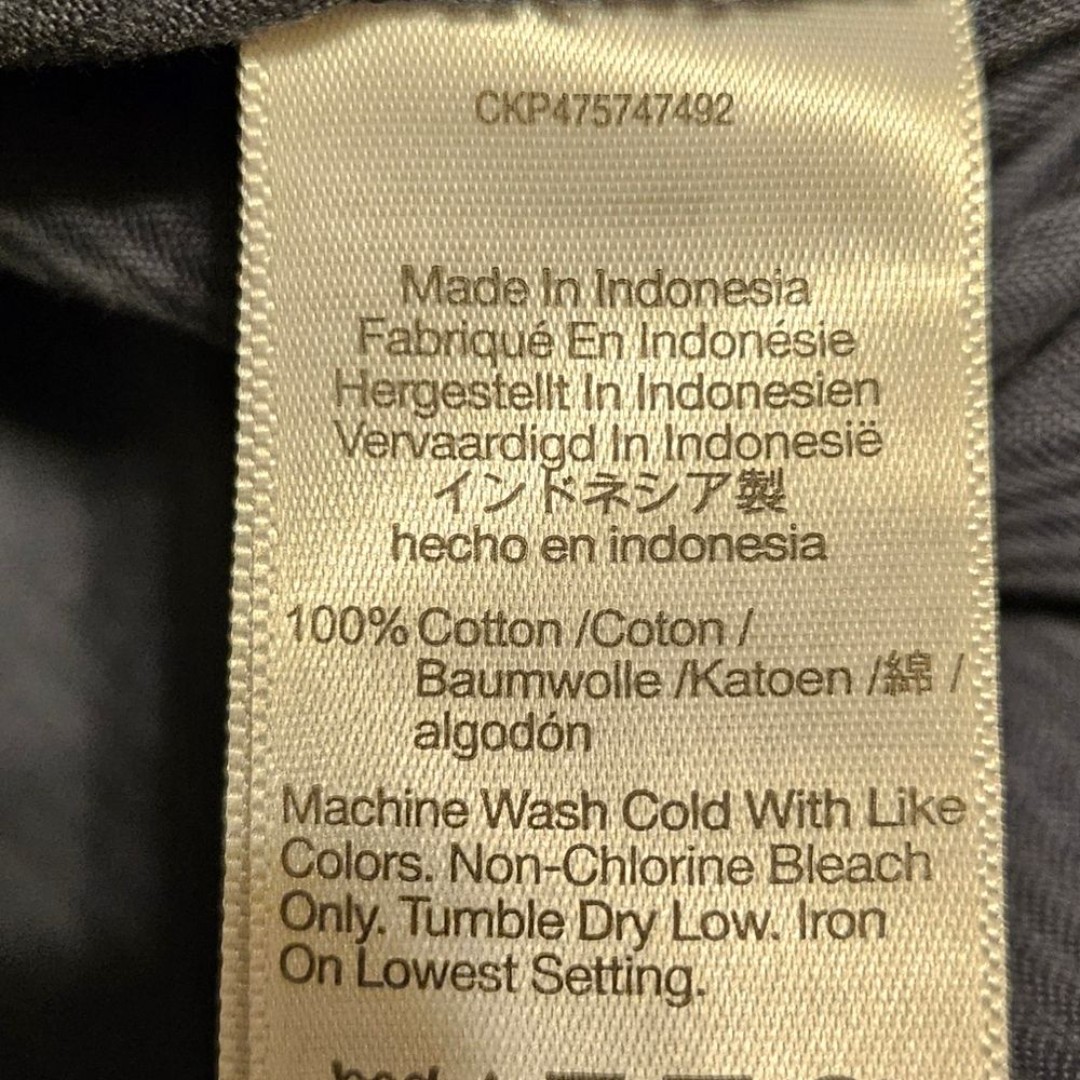 CKP475747492
Made In Indonesia
Fabriqué En Indonésie
Hergestellt In Indonesien
Vervaardigd In Indonesië
インドネシア製
hecho en indonesia
100% Cotton /Coton /
Baumwolle /Katoen /綿 /
algodón
Machine Wash Cold With Like
Colors. Non-Chlorine Bleach
Only. Tumble Dry Low. Iron
On Lowest Setting.